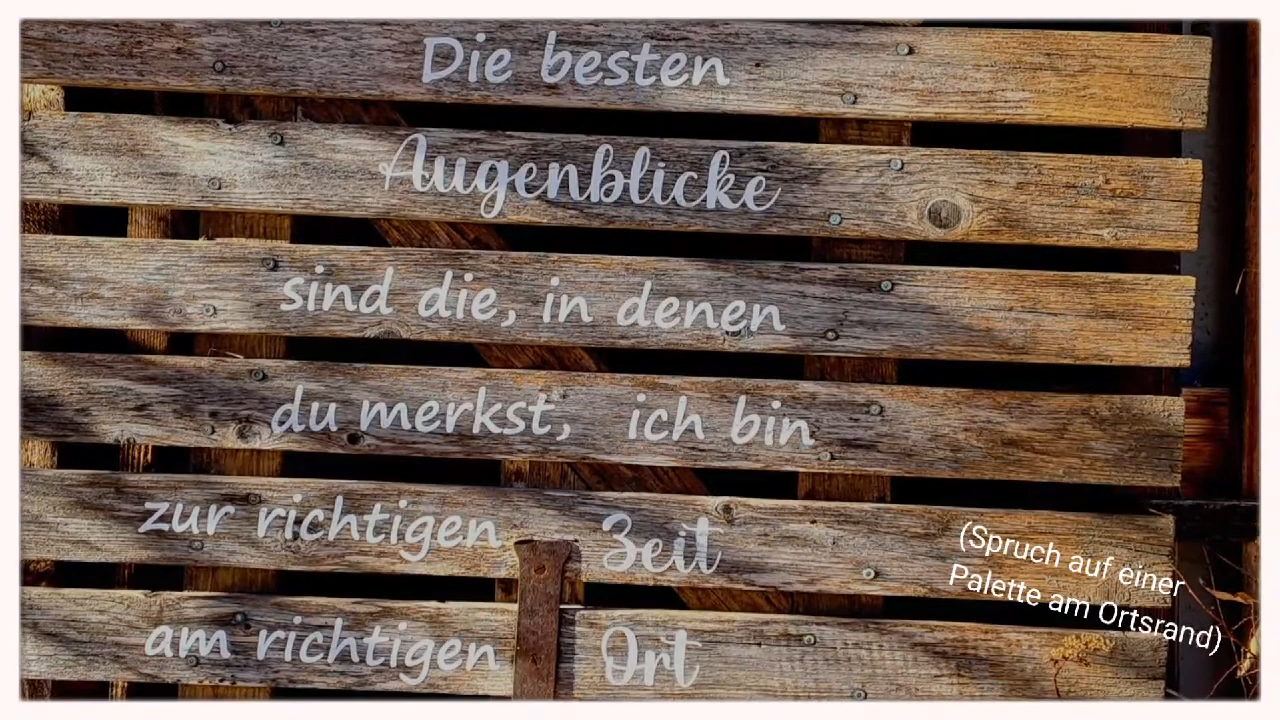 Die besten
Augenblicke
sind die, in denen
du merkst, ich bin
zur richtigen Zeit
am richtigen Ort
(Spruch auf einer
Palette am Ortsrand)